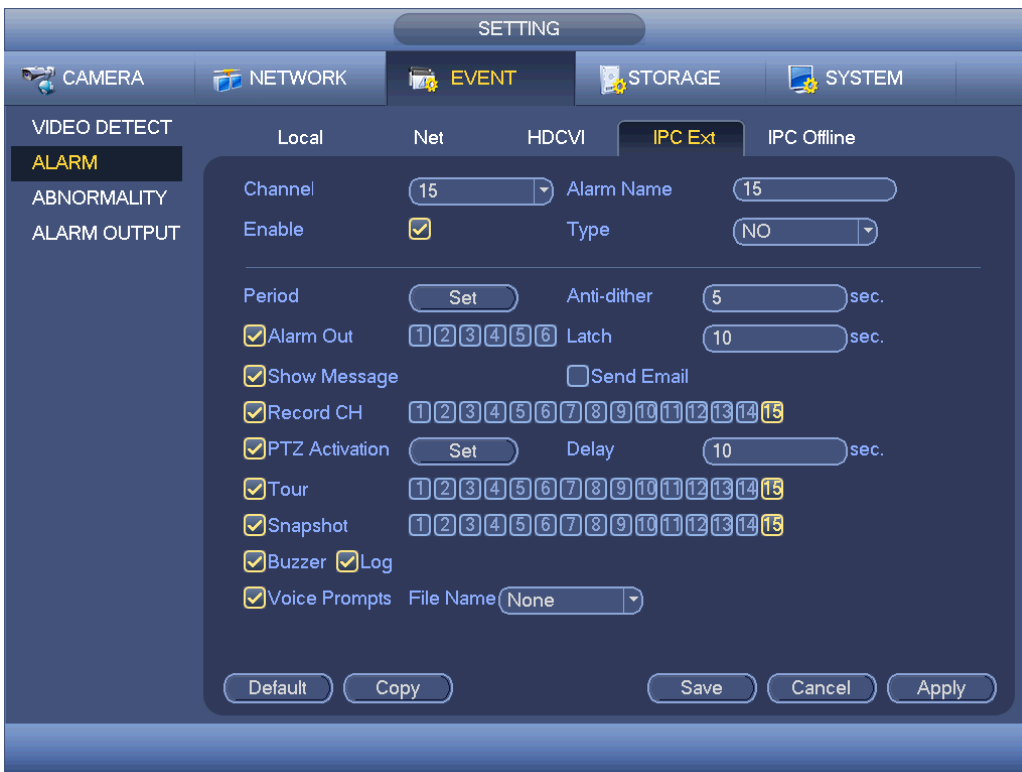 SETTING
CAMERA NETWORK EVENT STORAGE SYSTEM
VIDEO DETECT
ALARM
ABNORMALITY
ALARM OUTPUT
Local Net HDCVI IPC Ext IPC Offline
Channel 15 Alarm Name 15
Enable Type NO
Period Set Anti-dither 5 sec.
Alarm Out 1 2 3 4 5 6 Latch 10 sec.
Show Message Send Email
Record CH 1 2 3 4 5 6 7 8 9 10 11 12 13 14 15
PTZ Activation Set Delay 10 sec.
Tour 1 2 3 4 5 6 7 8 9 10 11 12 13 14 15
Snapshot 1 2 3 4 5 6 7 8 9 10 11 12 13 14 15
Buzzer Log
Voice Prompts File Name None
Default Copy Save Cancel Apply